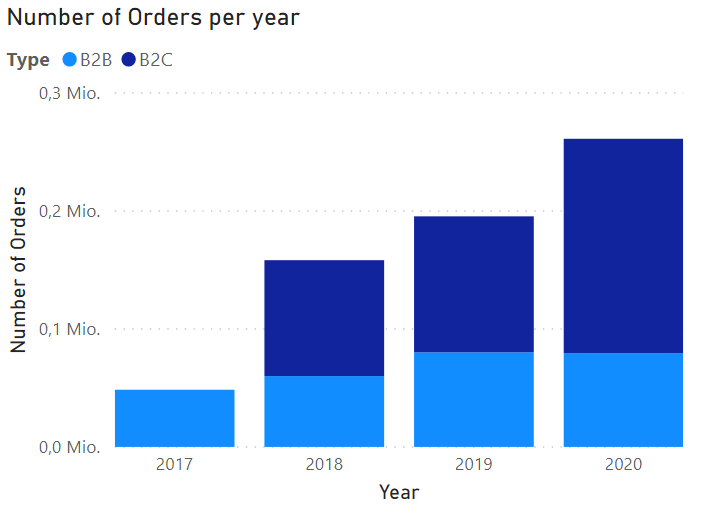 Number of Orders per year
Type B2B B2C
0,3 Mio.
0,2 Mio.
0,1 Mio.
0,0 Mio.
Number of Orders
2017 2018 2019 2020
Year